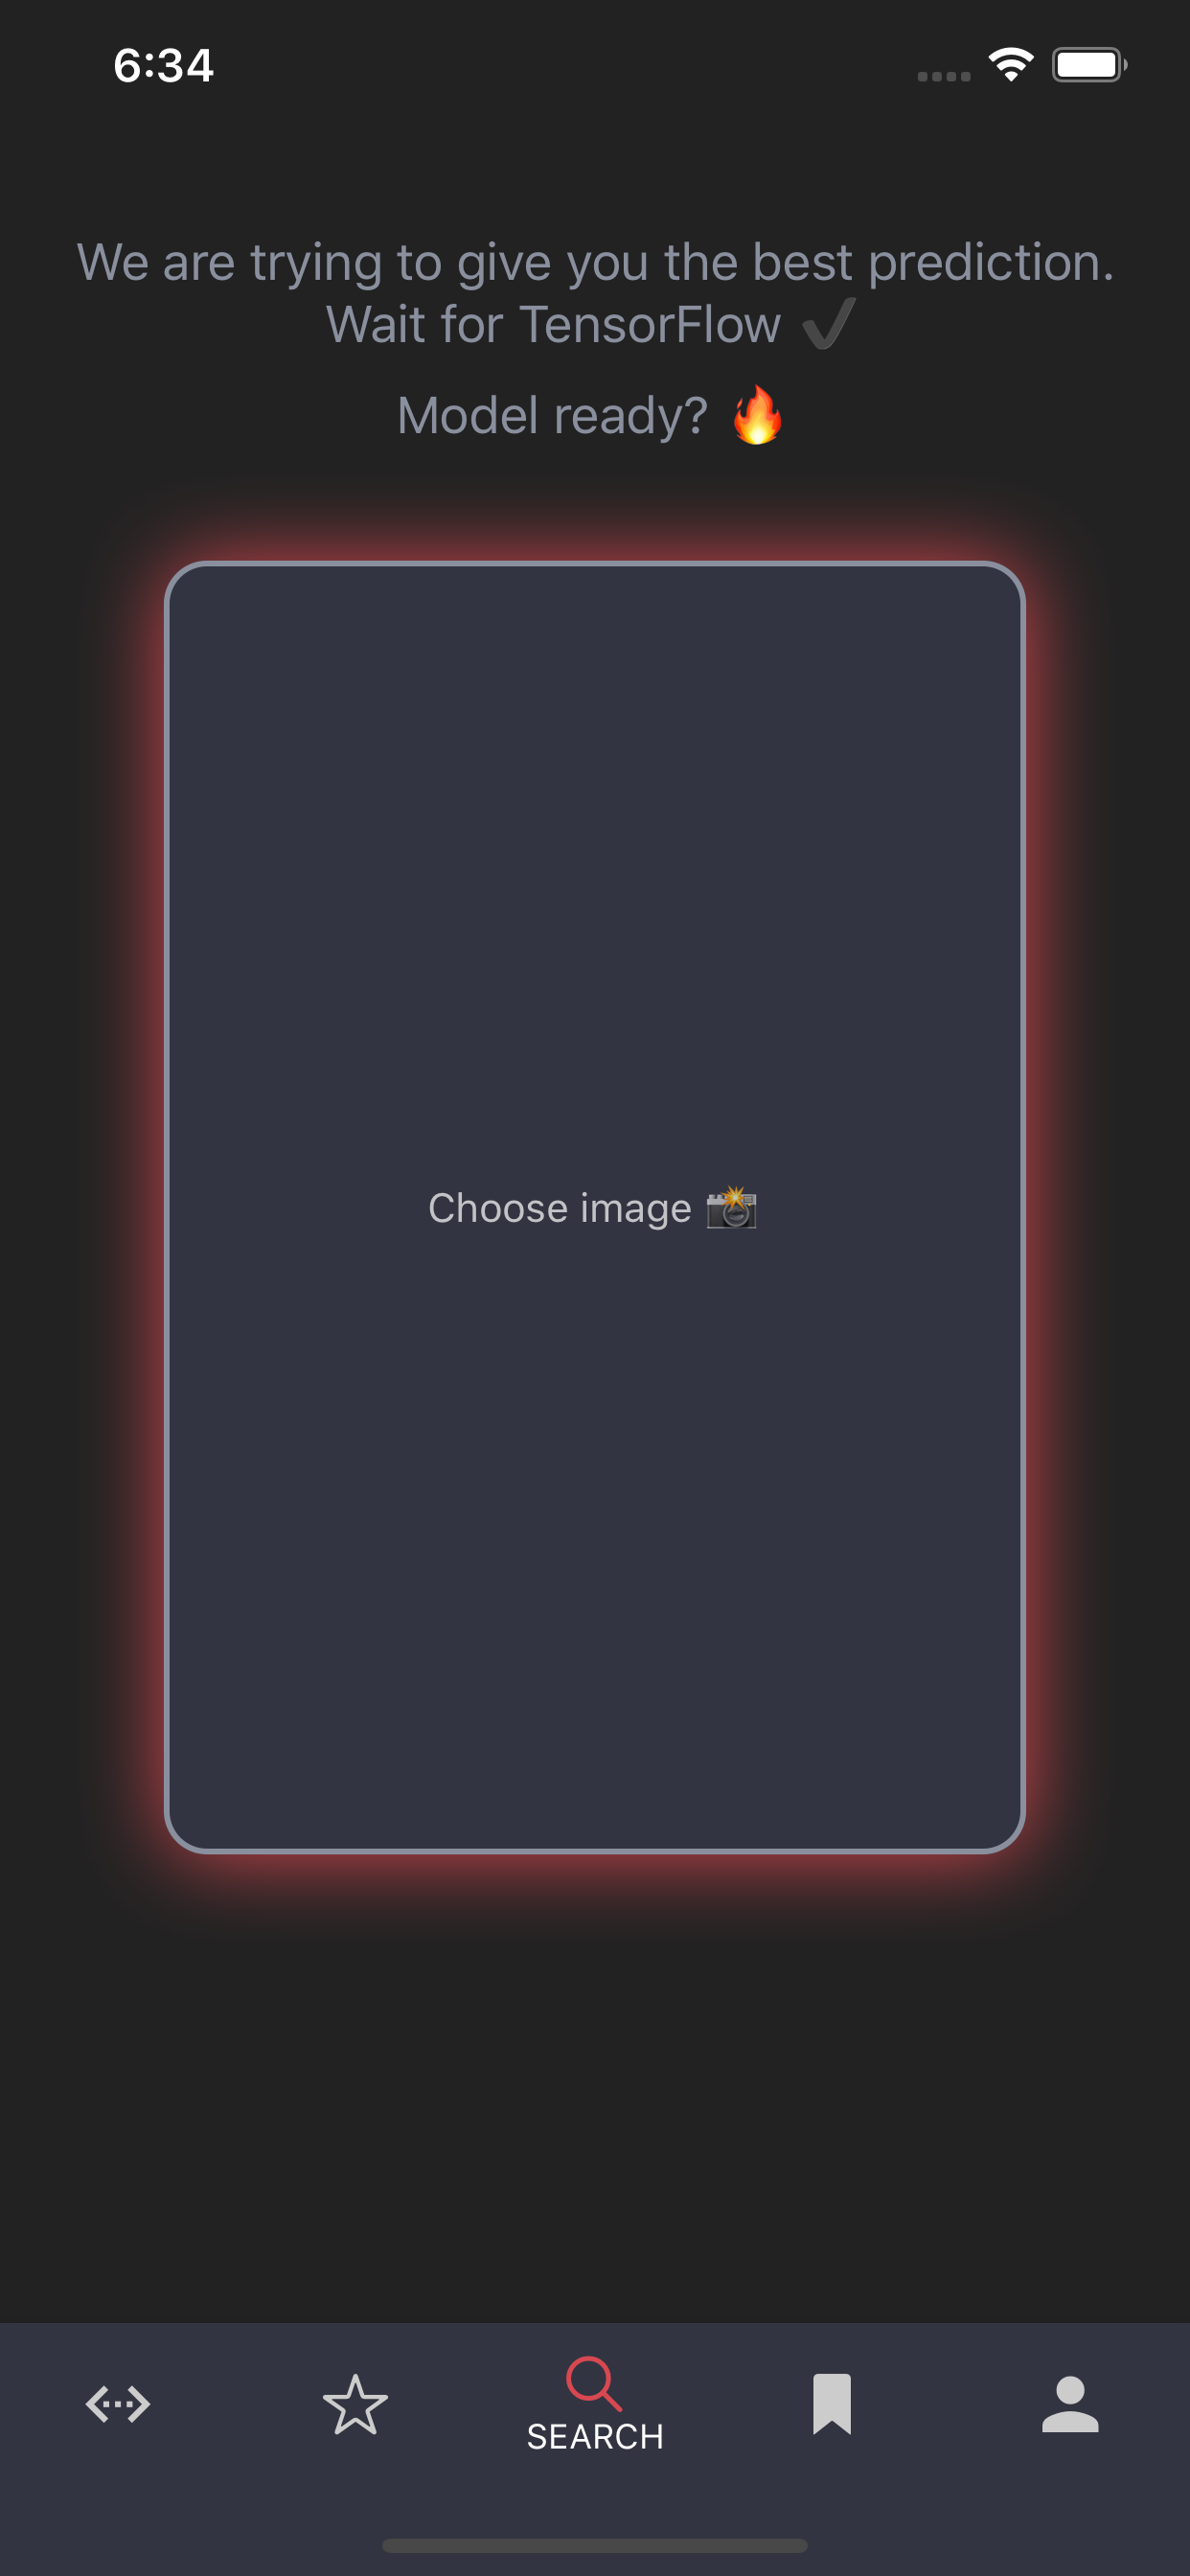 6:34
We are trying to give you the best prediction.
Wait for TensorFlow ✔️
Model ready? 🔥
Choose image 📸
SEARCH